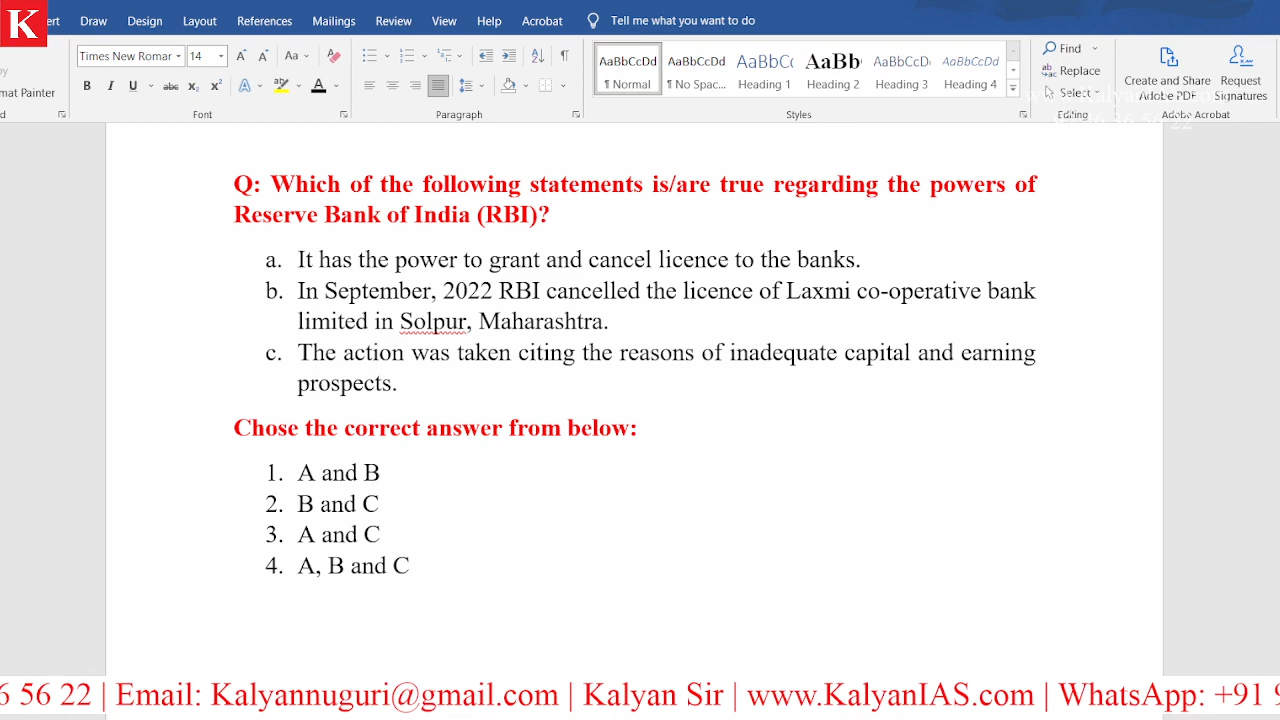 K
ert Draw Design Layout References Mailings Review View Help Acrobat Tell me what you want to do
Times New Romar 14 Aa Find
mat Painter B I U abc x₂ x² A A Replace
Select
AaBbCcDd AaBbCcDd AaBbC( AaBb AaBbCcD AaBbCcDd
¶ Normal ¶ No Spac... Heading 1 Heading 2 Heading 3 Heading 4
Create and Share Request
Adobe PDF Signatures
d Font Paragraph Styles Editing Adobe Acrobat
Q: Which of the following statements is/are true regarding the powers of
Reserve Bank of India (RBI)?
a. It has the power to grant and cancel licence to the banks.
b. In September, 2022 RBI cancelled the licence of Laxmi co-operative bank
limited in Solpur, Maharashtra.
c. The action was taken citing the reasons of inadequate capital and earning
prospects.
Chose the correct answer from below:
1. A and B
2. B and C
3. A and C
4. A, B and C
6 56 22 | Email: Kalyannuguri@gmail.com | Kalyan Sir | www.KalyanIAS.com | WhatsApp: +91 9